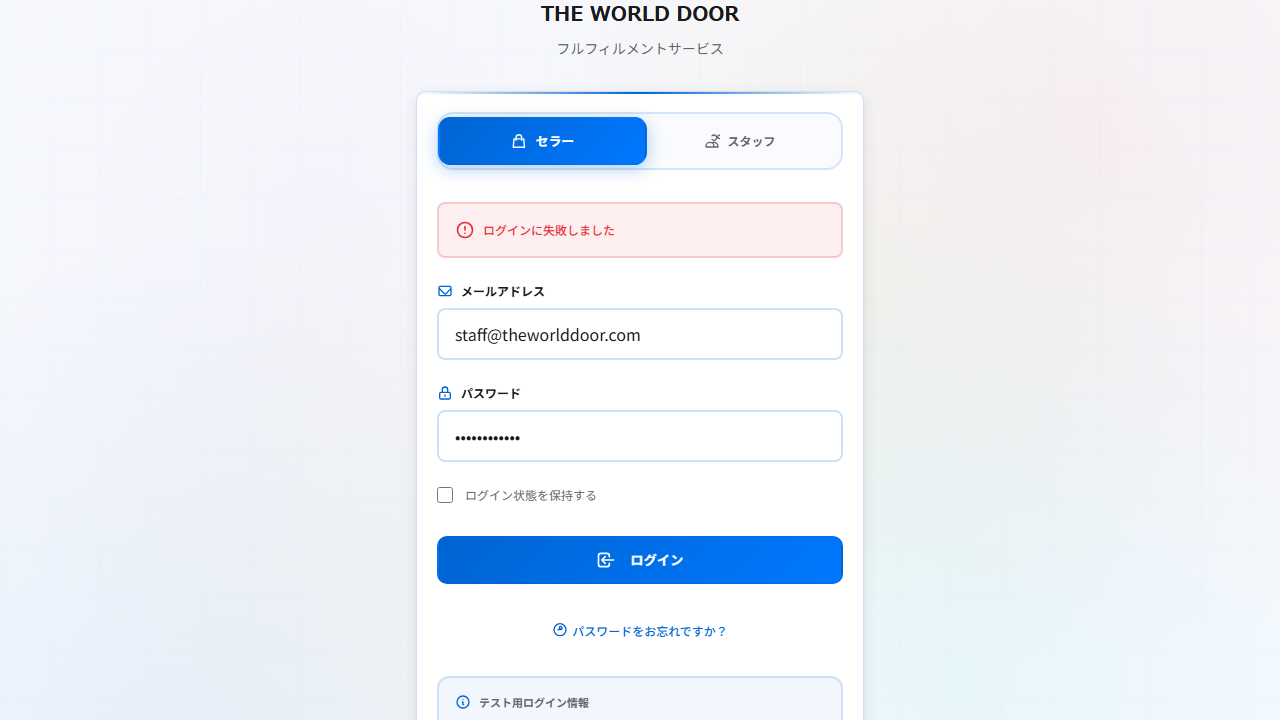 THE WORLD DOOR
フルフィルメントサービス
セラー
スタッフ
ログインに失敗しました
メールアドレス
staff@theworlddoor.com
パスワード
••••••••••••
ログイン状態を保持する
ログイン
パスワードをお忘れですか？
テスト用ログイン情報